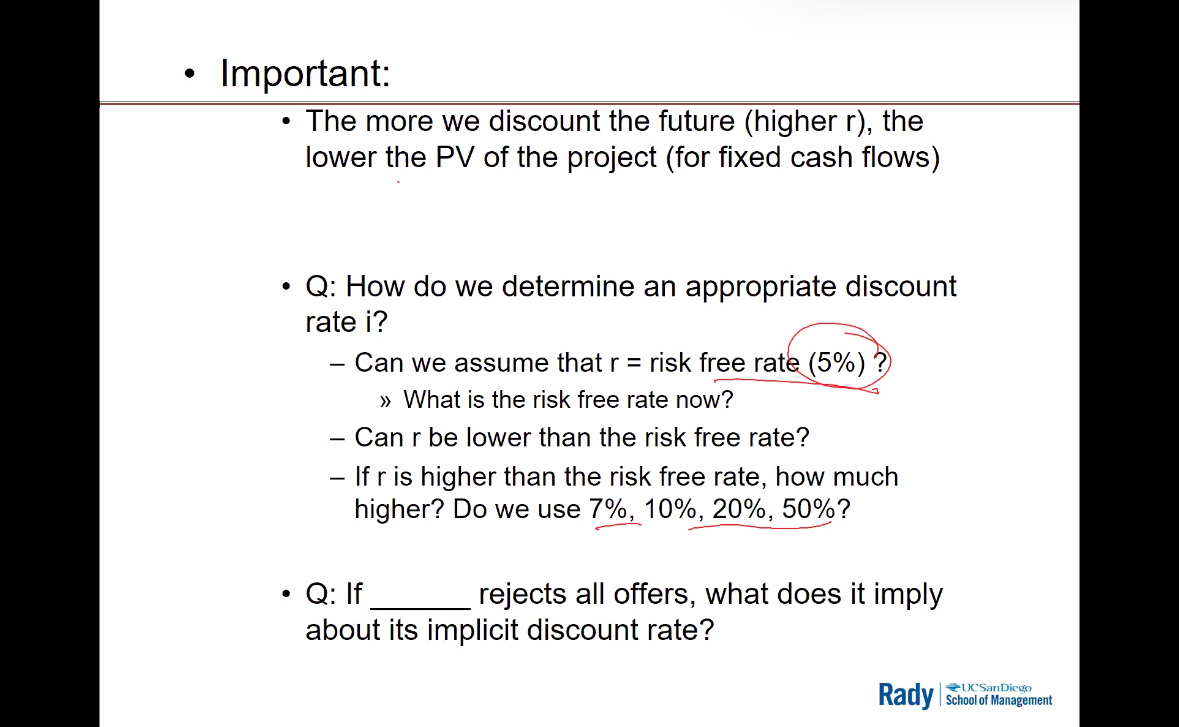 • Important:
• The more we discount the future (higher r), the
lower the PV of the project (for fixed cash flows)
• Q: How do we determine an appropriate discount
rate i?
– Can we assume that r = risk free rate (5%) ?
» What is the risk free rate now?
– Can r be lower than the risk free rate?
– If r is higher than the risk free rate, how much
higher? Do we use 7%, 10%, 20%, 50%?
• Q: If ______ rejects all offers, what does it imply
about its implicit discount rate?
Rady
UC San Diego
School of Management